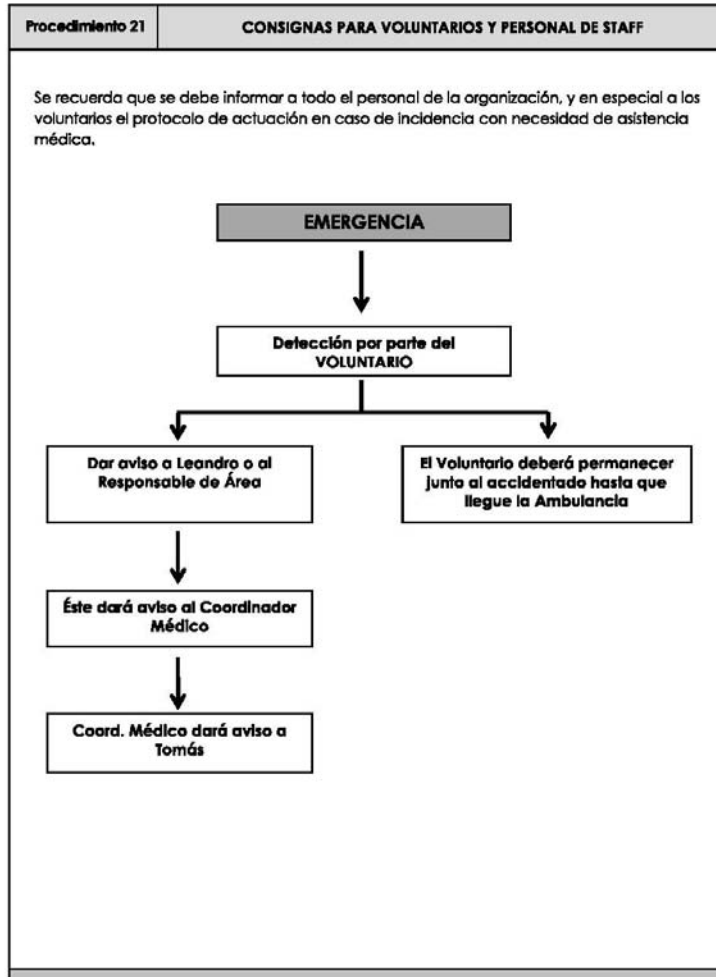 Procedimiento 21
CONSIGNAS PARA VOLUNTARIOS Y PERSONAL DE STAFF
Se recuerda que se debe informar a todo el personal de la organización, y en especial a los
voluntarios el protocolo de actuación en caso de incidencia con necesidad de asistencia
médica.
EMERGENCIA
Detección por parte del
VOLUNTARIO
Dar aviso a Leandro o al
Responsable de Área
El Voluntario deberá permanecer
junto al accidentado hasta que
llegue la Ambulancia
Éste dará aviso al Coordinador
Médico
Coord. Médico dará aviso a
Tomás